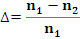 Δ = (n₁ − n₂) / n₁